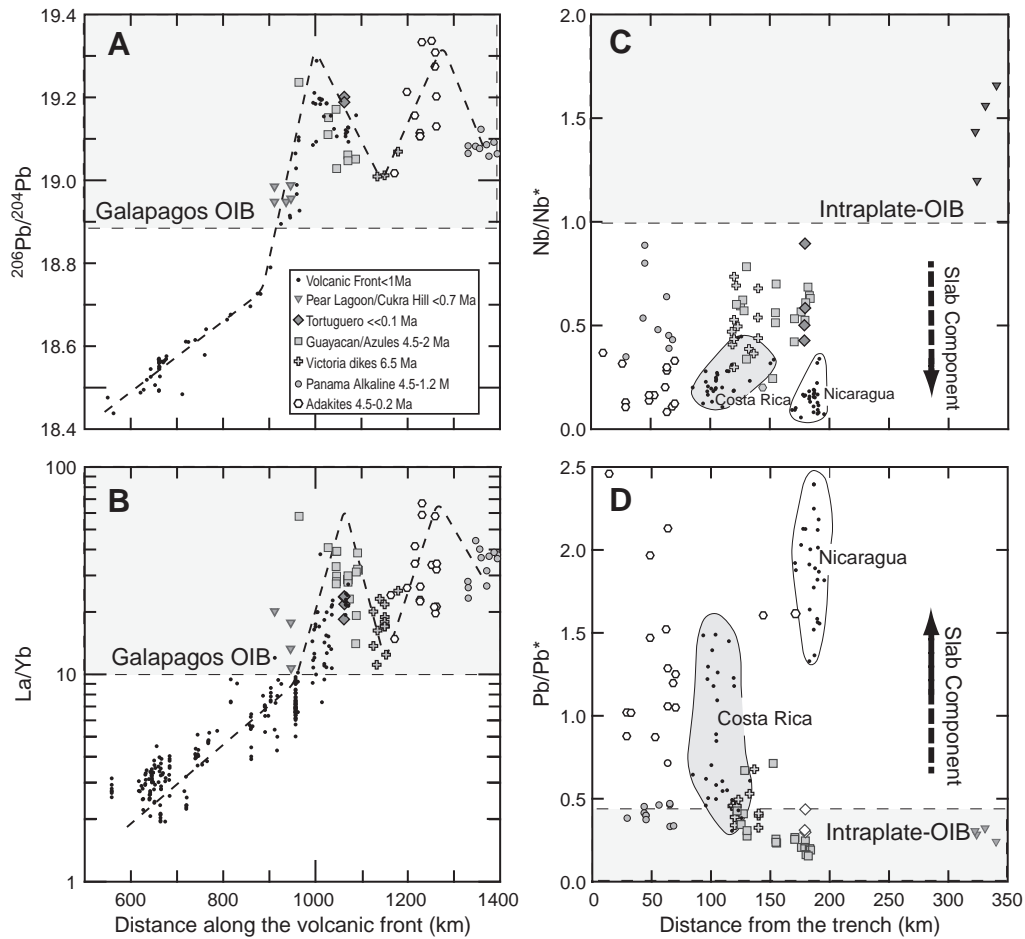 A
19.4
19.2
19.0
18.8
18.6
18.4
206Pb/204Pb
Galapagos OIB
Volcanic Front<1Ma
Pear Lagoon/Cukra Hill <0.7 Ma
Tortuguero <<0.1 Ma
Guayacan/Azules 4.5-2 Ma
Victoria dikes 6.5 Ma
Panama Alkaline 4.5-1.2 M
Adakites 4.5-0.2 Ma
C
2.0
1.5
1.0
0.5
0.0
Nb/Nb*
Intraplate-OIB
Slab Component
Costa Rica
Nicaragua
B
100
10
1
La/Yb
Galapagos OIB
600
800
1000
1200
1400
Distance along the volcanic front (km)
D
2.5
2.0
1.5
1.0
0.5
0.0
Pb/Pb*
Nicaragua
Costa Rica
Slab Component
Intraplate-OIB
0
50
100
150
200
250
300
350
Distance from the trench (km)